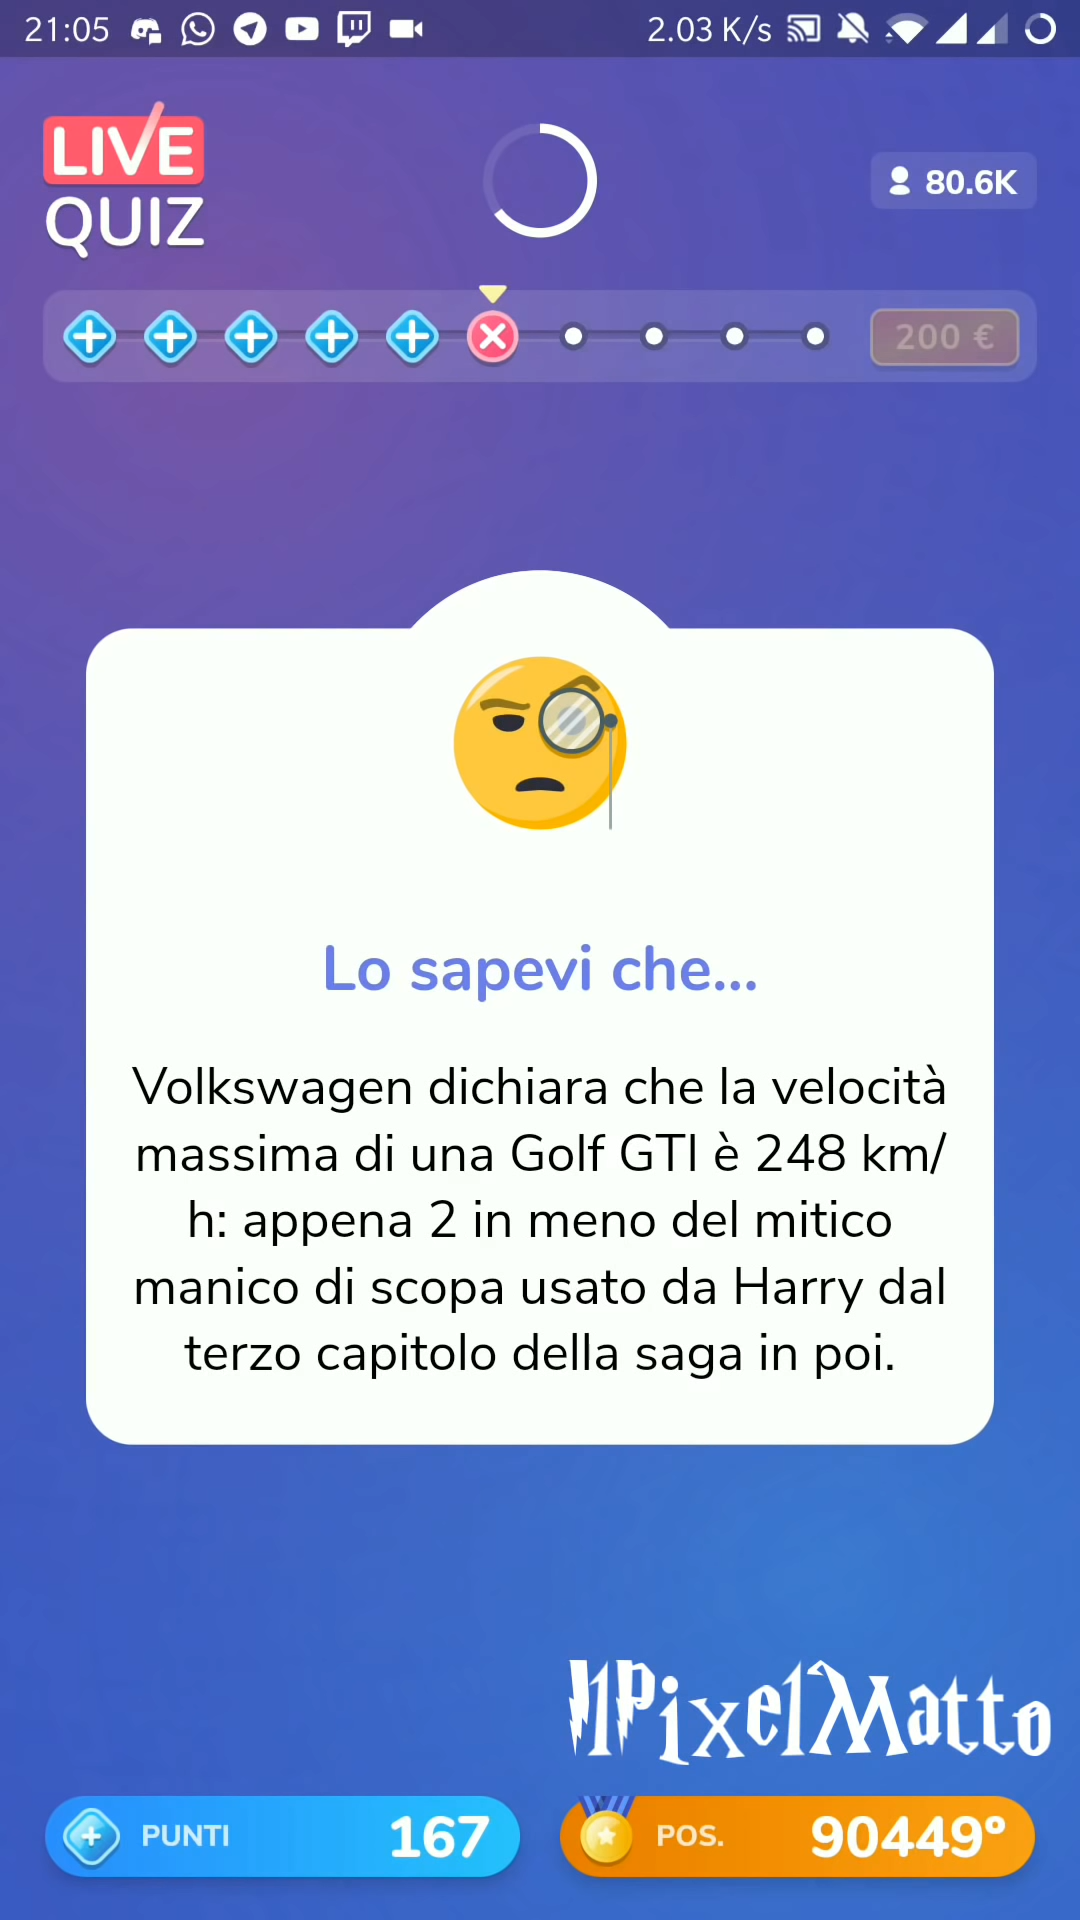 21:05
2.03 K/s
LIVE
QUIZ
80.6K
200 €
Lo sapevi che...
Volkswagen dichiara che la velocità
massima di una Golf GTI è 248 km/
h: appena 2 in meno del mitico
manico di scopa usato da Harry dal
terzo capitolo della saga in poi.
IlPixelMatto
PUNTI 167
POS. 90449°